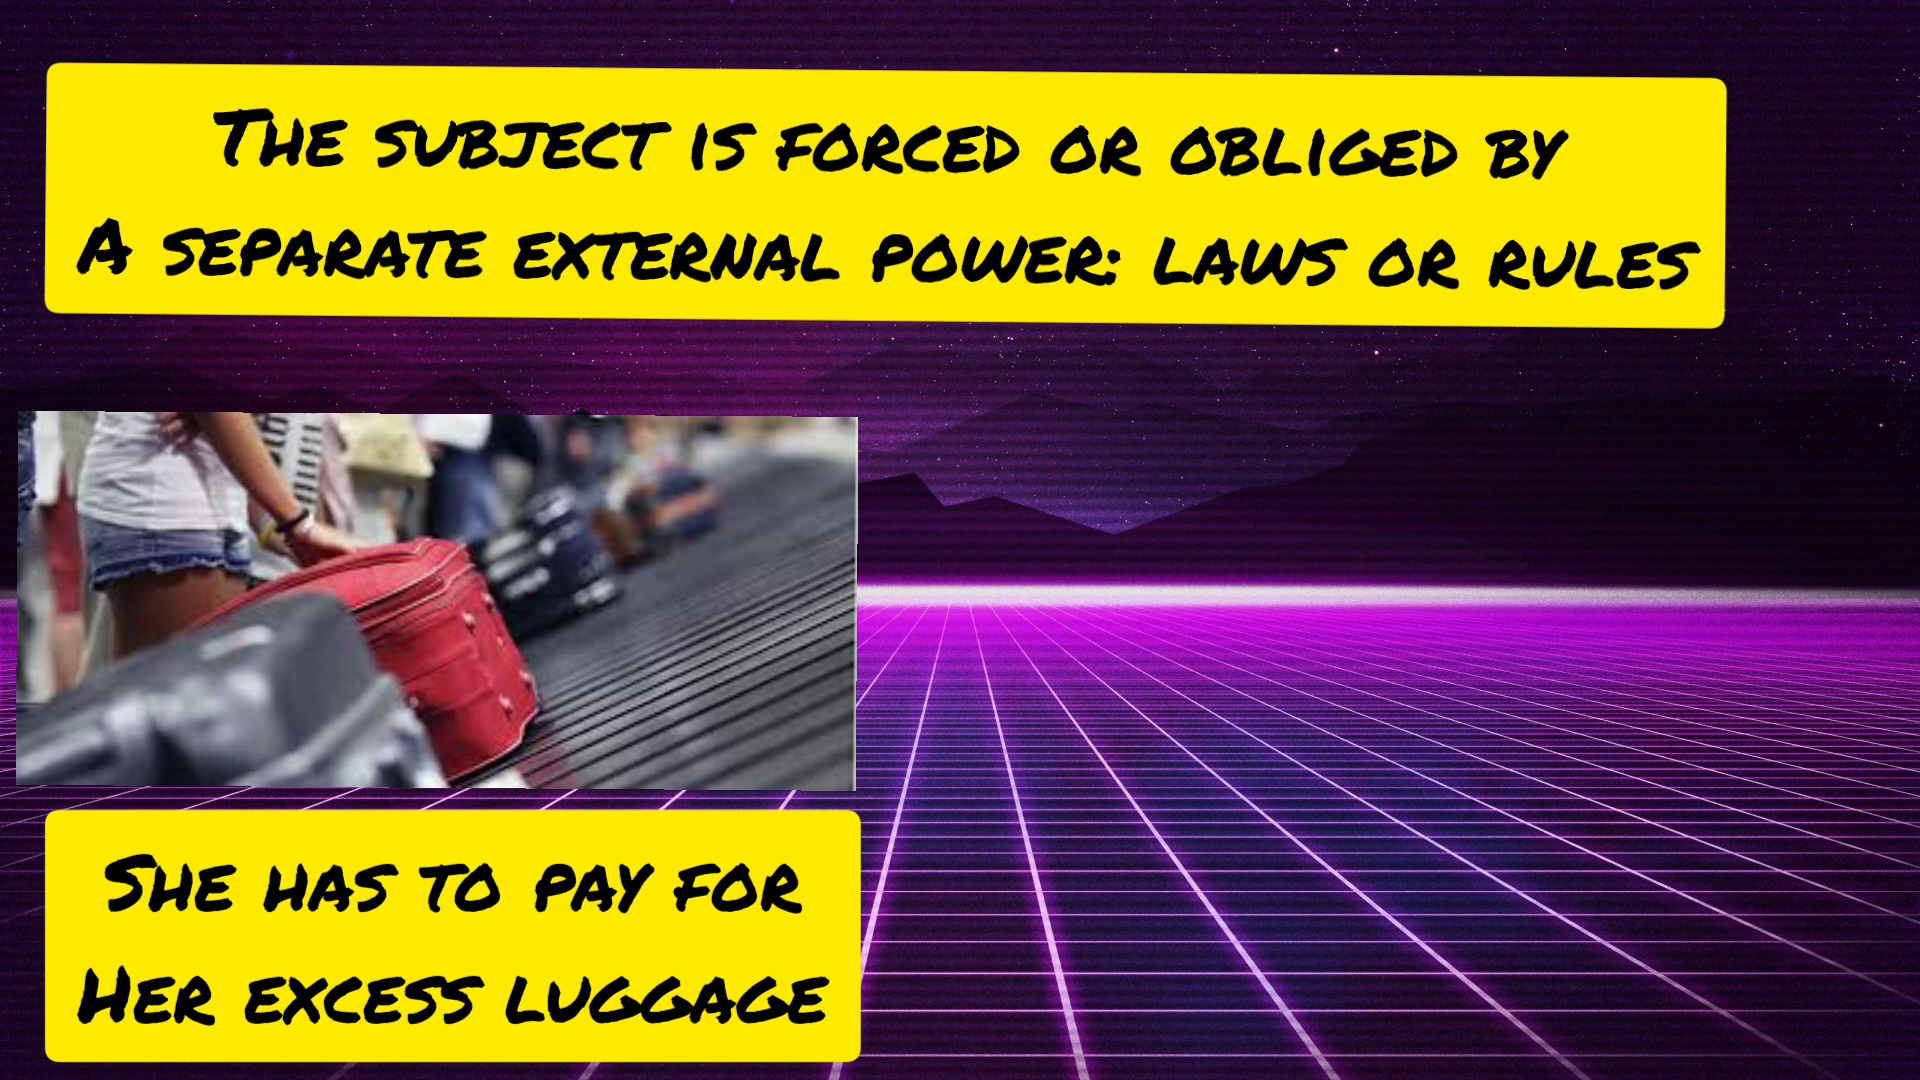 The subject is forced or obliged by
a separate external power: laws or rules
She has to pay for
her excess luggage